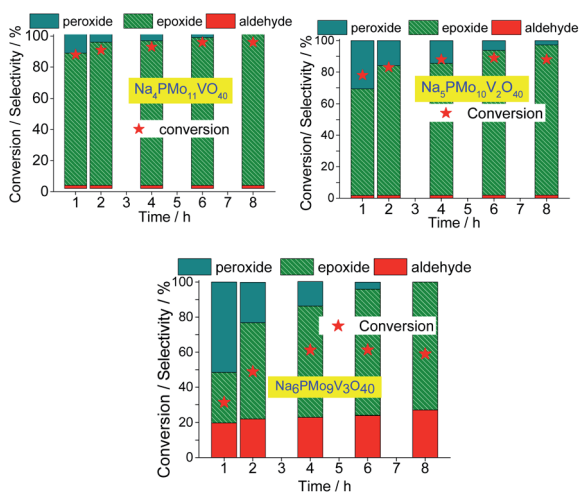 peroxide epoxide aldehyde
Conversion / Selectivity / %
100
80
60
40
20
0
Na4PMo11VO40
conversion
1 2 3 4 5 6 7 8
Time / h
peroxide epoxide aldehyde
Conversion/ Selectivity / %
100
80
60
40
20
0
Na5PMo10V2O40
Conversion
1 2 3 4 5 6 7 8
Time / h
peroxide epoxide aldehyde
Conversion / Selectivity / %
100
80
60
40
20
0
Conversion
Na6PMo9V3O40
1 2 3 4 5 6 7 8
Time / h